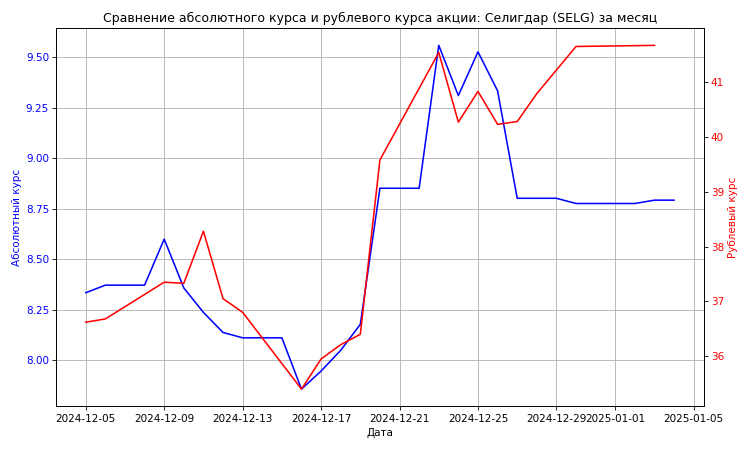 Сравнение абсолютного курса и рублевого курса акции: Селигдар (SELG) за месяц
9.50
9.25
9.00
8.75
8.50
8.25
8.00
Абсолютный курс
41
40
39
38
37
36
Рублевый курс
2024-12-05 2024-12-09 2024-12-13 2024-12-17 2024-12-21 2024-12-25 2024-12-29 2025-01-01 2025-01-05
Дата